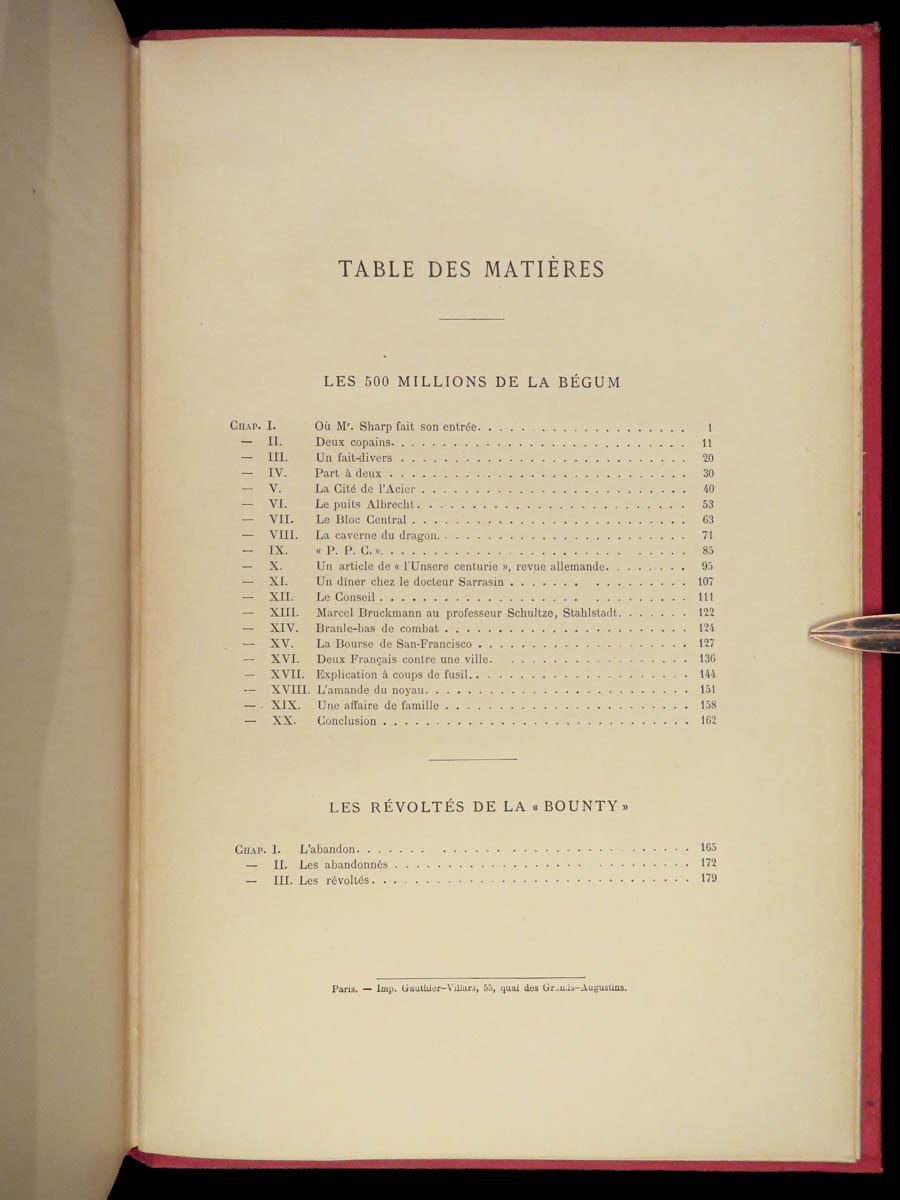 TABLE DES MATIÈRES
LES 500 MILLIONS DE LA BÉGUM
CHAP. I. Où Mr. Sharp fait son entrée. . . . . . . . . . . . . . . . . . . . 1
— II. Deux copains. . . . . . . . . . . . . . . . . . . . . . . . . . . . 11
— III. Un fait-divers . . . . . . . . . . . . . . . . . . . . . . . . . . . 20
— IV. Part à deux . . . . . . . . . . . . . . . . . . . . . . . . . . . . 30
— V. La Cité de l'Acier . . . . . . . . . . . . . . . . . . . . . . . . . 40
— VI. Le puits Albrecht. . . . . . . . . . . . . . . . . . . . . . . . . . 53
— VII. Le Bloc Central . . . . . . . . . . . . . . . . . . . . . . . . . . 63
— VIII. La caverne du dragon. . . . . . . . . . . . . . . . . . . . . . . . 71
— IX. « P. P. C. ». . . . . . . . . . . . . . . . . . . . . . . . . . . . 85
— X. Un article de « l'Unsere centurie », revue allemande. . . . . . . . 95
— XI. Un dîner chez le docteur Sarrasin . . . . . . . . . . . . . . . . 107
— XII. Le Conseil . . . . . . . . . . . . . . . . . . . . . . . . . . . . 111
— XIII. Marcel Bruckmann au professeur Schultze, Stahlstadt. . . . . . . 122
— XIV. Branle-bas de combat . . . . . . . . . . . . . . . . . . . . . . . 124
— XV. La Bourse de San-Francisco . . . . . . . . . . . . . . . . . . . . 127
— XVI. Deux Français contre une ville. . . . . . . . . . . . . . . . . . 136
— XVII. Explication à coups de fusil. . . . . . . . . . . . . . . . . . . . 144
— XVIII. L'amande du noyau. . . . . . . . . . . . . . . . . . . . . . . . . 151
— XIX. Une affaire de famille . . . . . . . . . . . . . . . . . . . . . . . 158
— XX. Conclusion . . . . . . . . . . . . . . . . . . . . . . . . . . . . . 162
LES RÉVOLTÉS DE LA « BOUNTY »
CHAP. I. L'abandon. . . . . . . . . . . . . . . . . . . . . . . . . . . . . 165
— II. Les abandonnés . . . . . . . . . . . . . . . . . . . . . . . . . . 172
— III. Les révoltés. . . . . . . . . . . . . . . . . . . . . . . . . . . . . 179
Paris. — Imp. Gauthier-Villars, 55, quai des Grands-Augustins.